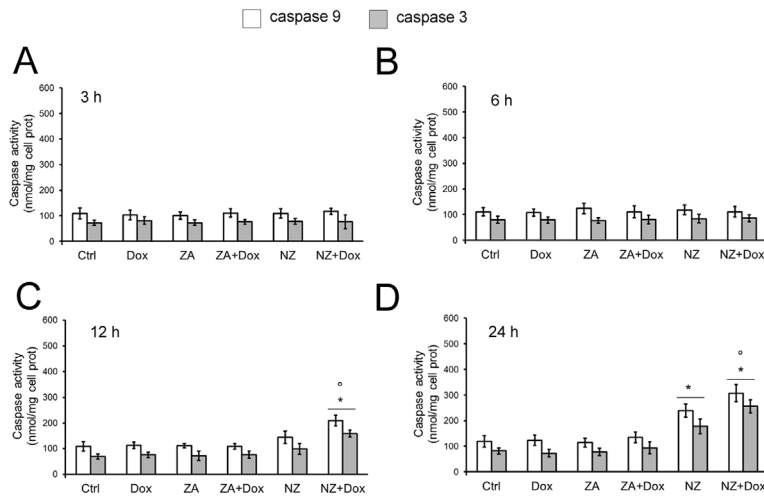 caspase 9 caspase 3
A
3 h
Caspase activity
(nmol/mg cell prot)
600
500
400
300
200
100
0
Ctrl Dox ZA ZA+Dox NZ NZ+Dox
B
6 h
Caspase activity
(nmol/mg cell prot)
600
500
400
300
200
100
0
Ctrl Dox ZA ZA+Dox NZ NZ+Dox
C
12 h
Caspase activity
(nmol/mg cell prot)
600
500
400
300
200
100
0
°
*
Ctrl Dox ZA ZA+Dox NZ NZ+Dox
D
24 h
Caspase activity
(nmol/mg cell prot)
600
500
400
300
200
100
0
°
* *
Ctrl Dox ZA ZA+Dox NZ NZ+Dox